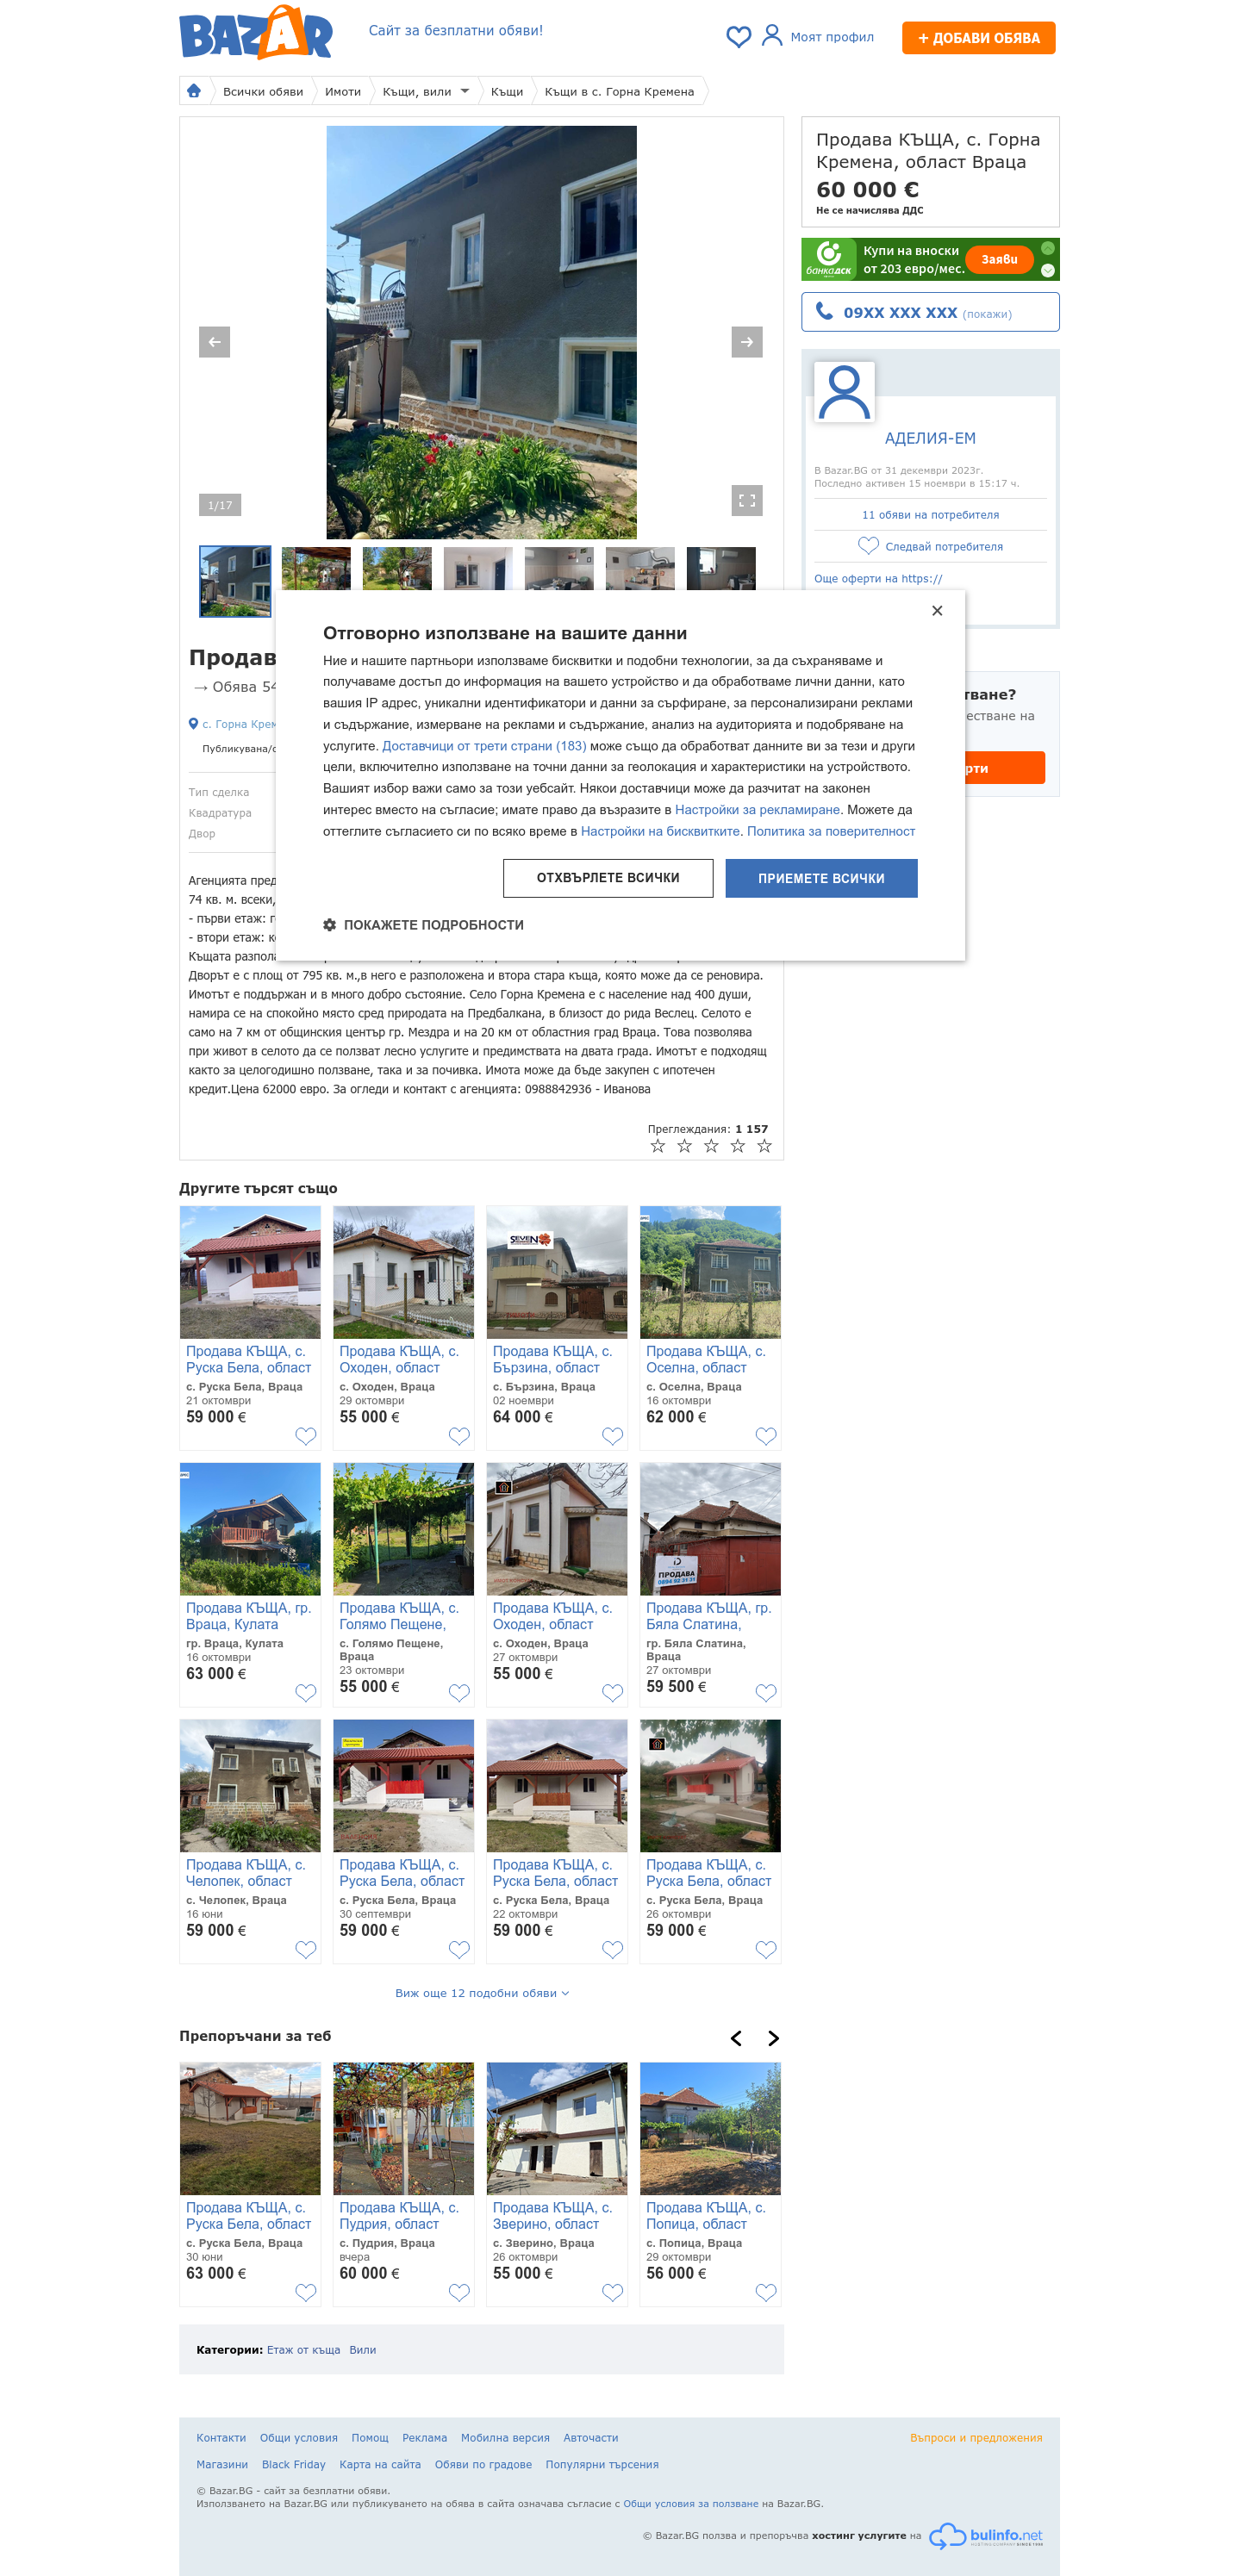 BAZAR
Сайт за безплатни обяви!
Моят профил
+ ДОБАВИ ОБЯВА
Всички обяви
Имоти
Къщи, вили
Къщи
Къщи в с. Горна Кремена
1/17
Продава КЪЩА, с. Горна
Кремена, област Враца
60 000 €
Не се начислява ДДС
банка дск
Купи на вноски
от 203 евро/мес.
Заяви
09XX XXX XXX (покажи)
АДЕЛИЯ-ЕМ
В Bazar.BG от 31 декември 2023г.
Последно активен 15 ноември в 15:17 ч.
11 обяви на потребителя
Следвай потребителя
Още оферти на https://
Продав
→ Обява 54
с. Горна Крем
Публикувана/о
Тип сделка
Квадратура
Двор
×
Отговорно използване на вашите данни
Ние и нашите партньори използваме бисквитки и подобни технологии, за да съхраняваме и
получаваме достъп до информация на вашето устройство и да обработваме лични данни, като
вашия IP адрес, уникални идентификатори и данни за сърфиране, за персонализирани реклами
и съдържание, измерване на реклами и съдържание, анализ на аудиторията и подобряване на
услугите. Доставчици от трети страни (183) може също да обработват данните ви за тези и други
цели, включително използване на точни данни за геолокация и характеристики на устройството.
Вашият избор важи само за този уебсайт. Някои доставчици може да разчитат на законен
интерес вместо на съгласие; имате право да възразите в Настройки за рекламиране. Можете да
оттеглите съгласието си по всяко време в Настройки на бисквитките. Политика за поверителност
ОТХВЪРЛЕТЕ ВСИЧКИ
ПРИЕМЕТЕ ВСИЧКИ
ПОКАЖЕТЕ ПОДРОБНОСТИ
тване?
естване на
рти
Агенцията пред
74 кв. м. всеки,
- първи етаж: г
- втори етаж: к
Къщата разпола
Дворът е с площ от 795 кв. м.,в него е разположена и втора стара къща, която може да се реновира.
Имотът е поддържан и в много добро състояние. Село Горна Кремена е с население над 400 души,
намира се на спокойно място сред природата на Предбалкана, в близост до рида Веслец. Селото е
само на 7 км от общинския център гр. Мездра и на 20 км от областния град Враца. Това позволява
при живот в селото да се ползват лесно услугите и предимствата на двата града. Имотът е подходящ
както за целогодишно ползване, така и за почивка. Имота може да бъде закупен с ипотечен
кредит.Цена 62000 евро. За огледи и контакт с агенцията: 0988842936 - Иванова
Преглеждания: 1 157
Другите търсят също
SEVEN
Продава КЪЩА, с.
Руска Бела, област
с. Руска Бела, Враца
21 октомври
59 000 €
Продава КЪЩА, с.
Оходен, област
с. Оходен, Враца
29 октомври
55 000 €
Продава КЪЩА, с.
Бързина, област
с. Бързина, Враца
02 ноември
64 000 €
Продава КЪЩА, с.
Оселна, област
с. Оселна, Враца
16 октомври
62 000 €
ПРОДАВА
Продава КЪЩА, гр.
Враца, Кулата
гр. Враца, Кулата
16 октомври
63 000 €
Продава КЪЩА, с.
Голямо Пещене,
с. Голямо Пещене,
Враца
23 октомври
55 000 €
Продава КЪЩА, с.
Оходен, област
с. Оходен, Враца
27 октомври
55 000 €
Продава КЪЩА, гр.
Бяла Слатина,
гр. Бяла Слатина,
Враца
27 октомври
59 500 €
Продава КЪЩА, с.
Челопек, област
с. Челопек, Враца
16 юни
59 000 €
Продава КЪЩА, с.
Руска Бела, област
с. Руска Бела, Враца
30 септември
59 000 €
Продава КЪЩА, с.
Руска Бела, област
с. Руска Бела, Враца
22 октомври
59 000 €
Продава КЪЩА, с.
Руска Бела, област
с. Руска Бела, Враца
26 октомври
59 000 €
Виж още 12 подобни обяви
Препоръчани за теб
Продава КЪЩА, с.
Руска Бела, област
с. Руска Бела, Враца
30 юни
63 000 €
Продава КЪЩА, с.
Пудрия, област
с. Пудрия, Враца
вчера
60 000 €
Продава КЪЩА, с.
Зверино, област
с. Зверино, Враца
26 октомври
55 000 €
Продава КЪЩА, с.
Попица, област
с. Попица, Враца
29 октомври
56 000 €
Категории: Етаж от къща Вили
Контакти Общи условия Помощ Реклама Мобилна версия Авточасти
Въпроси и предложения
Магазини Black Friday Карта на сайта Обяви по градове Популярни търсения
© Bazar.BG - сайт за безплатни обяви.
Използването на Bazar.BG или публикуването на обява в сайта означава съгласие с Общи условия за ползване на Bazar.BG.
© Bazar.BG ползва и препоръчва хостинг услугите на
bulinfo.net